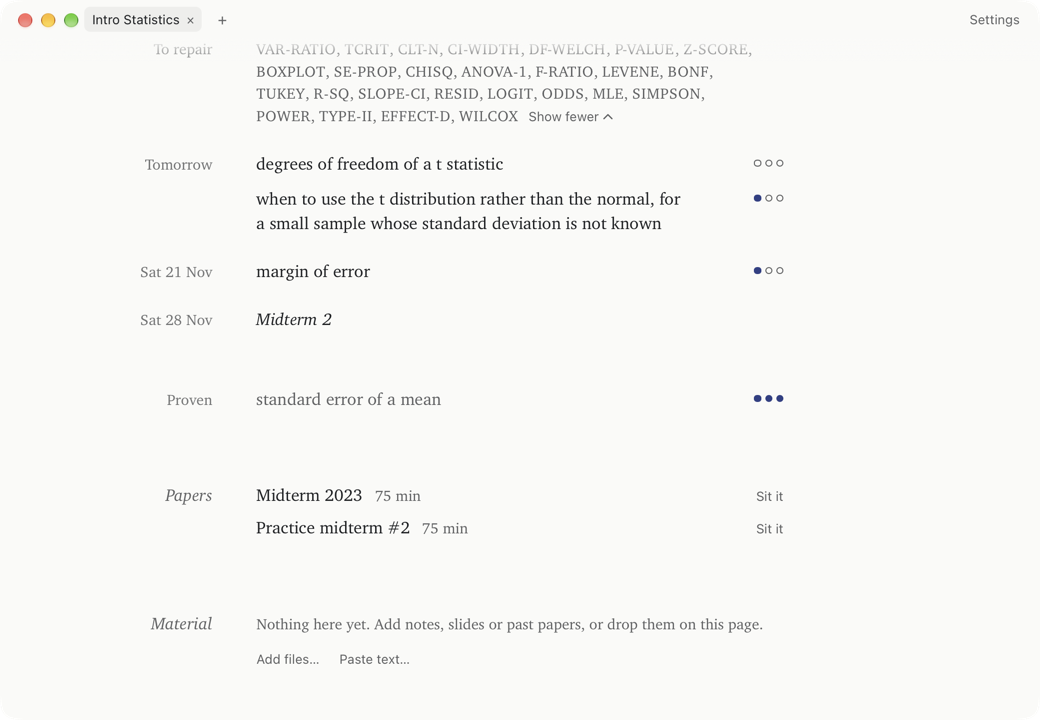 Intro Statistics × +
Settings
To repair
VAR-RATIO, TCRIT, CLT-N, CI-WIDTH, DF-WELCH, P-VALUE, Z-SCORE,
BOXPLOT, SE-PROP, CHISQ, ANOVA-1, F-RATIO, LEVENE, BONF,
TUKEY, R-SQ, SLOPE-CI, RESID, LOGIT, ODDS, MLE, SIMPSON,
POWER, TYPE-II, EFFECT-D, WILCOX Show fewer
Tomorrow
degrees of freedom of a t statistic
when to use the t distribution rather than the normal, for
a small sample whose standard deviation is not known
Sat 21 Nov
margin of error
Sat 28 Nov
Midterm 2
Proven
standard error of a mean
Papers
Midterm 2023 75 min
Sit it
Practice midterm #2 75 min
Sit it
Material
Nothing here yet. Add notes, slides or past papers, or drop them on this page.
Add files… Paste text…